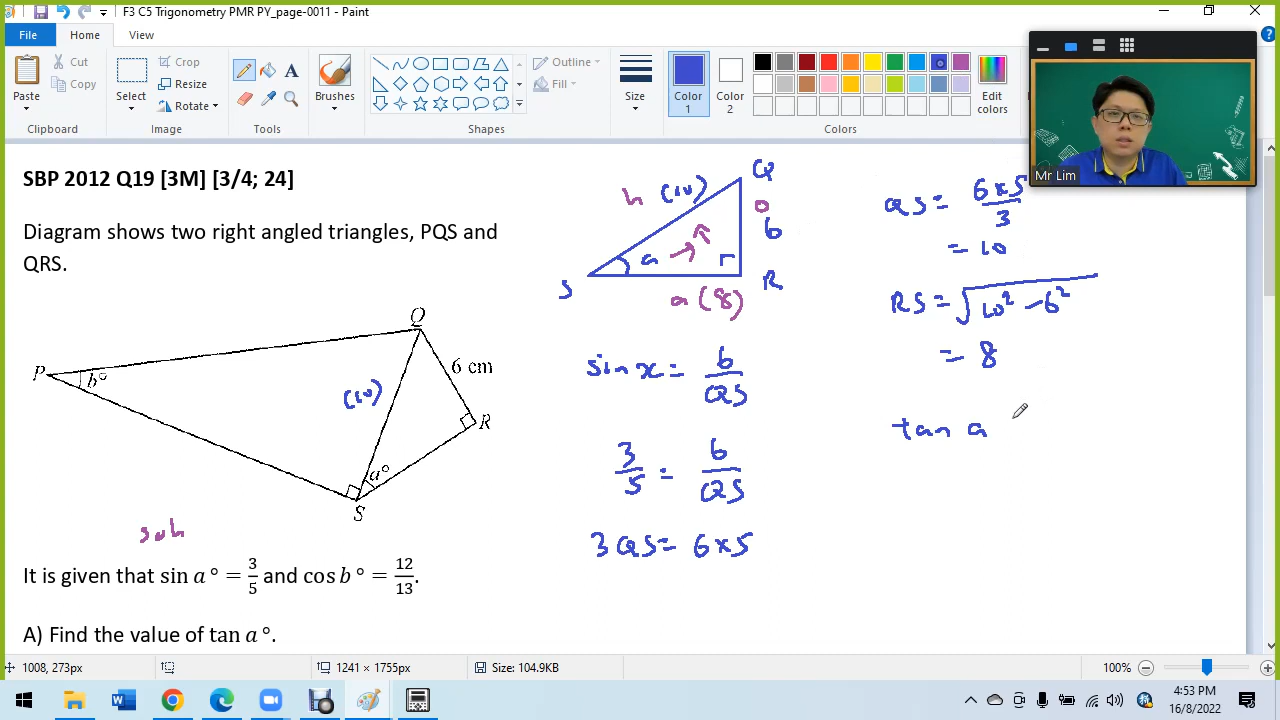 F3 C5 Trigonometry PMR PY_page-0011 - Paint
File Home View
Paste
Cut
Copy
Clipboard
Select
Crop
Resize
Rotate
Image
A
Tools
Brushes
Shapes
Outline
Fill
Size
Color 1
Color 2
Edit colors
Colors
Mr Lim
SBP 2012 Q19 [3M] [3/4; 24]
Diagram shows two right angled triangles, PQS and
QRS.
P
b°
Q
6 cm
R
(10)
a°
S
soh
It is given that sin a° = 3/5 and cos b° = 12/13.
A) Find the value of tan a°.
Q
h (10)
o
6
a
S
R
a (8)
sin x = 6/QS
3/5 = 6/QS
3 QS = 6 × 5
QS = 6 × 5 / 3
= 10
RS = √10² - 6²
= 8
tan a
1008, 273px
1241 × 1755px
Size: 104.9KB
100%
4:53 PM
16/8/2022